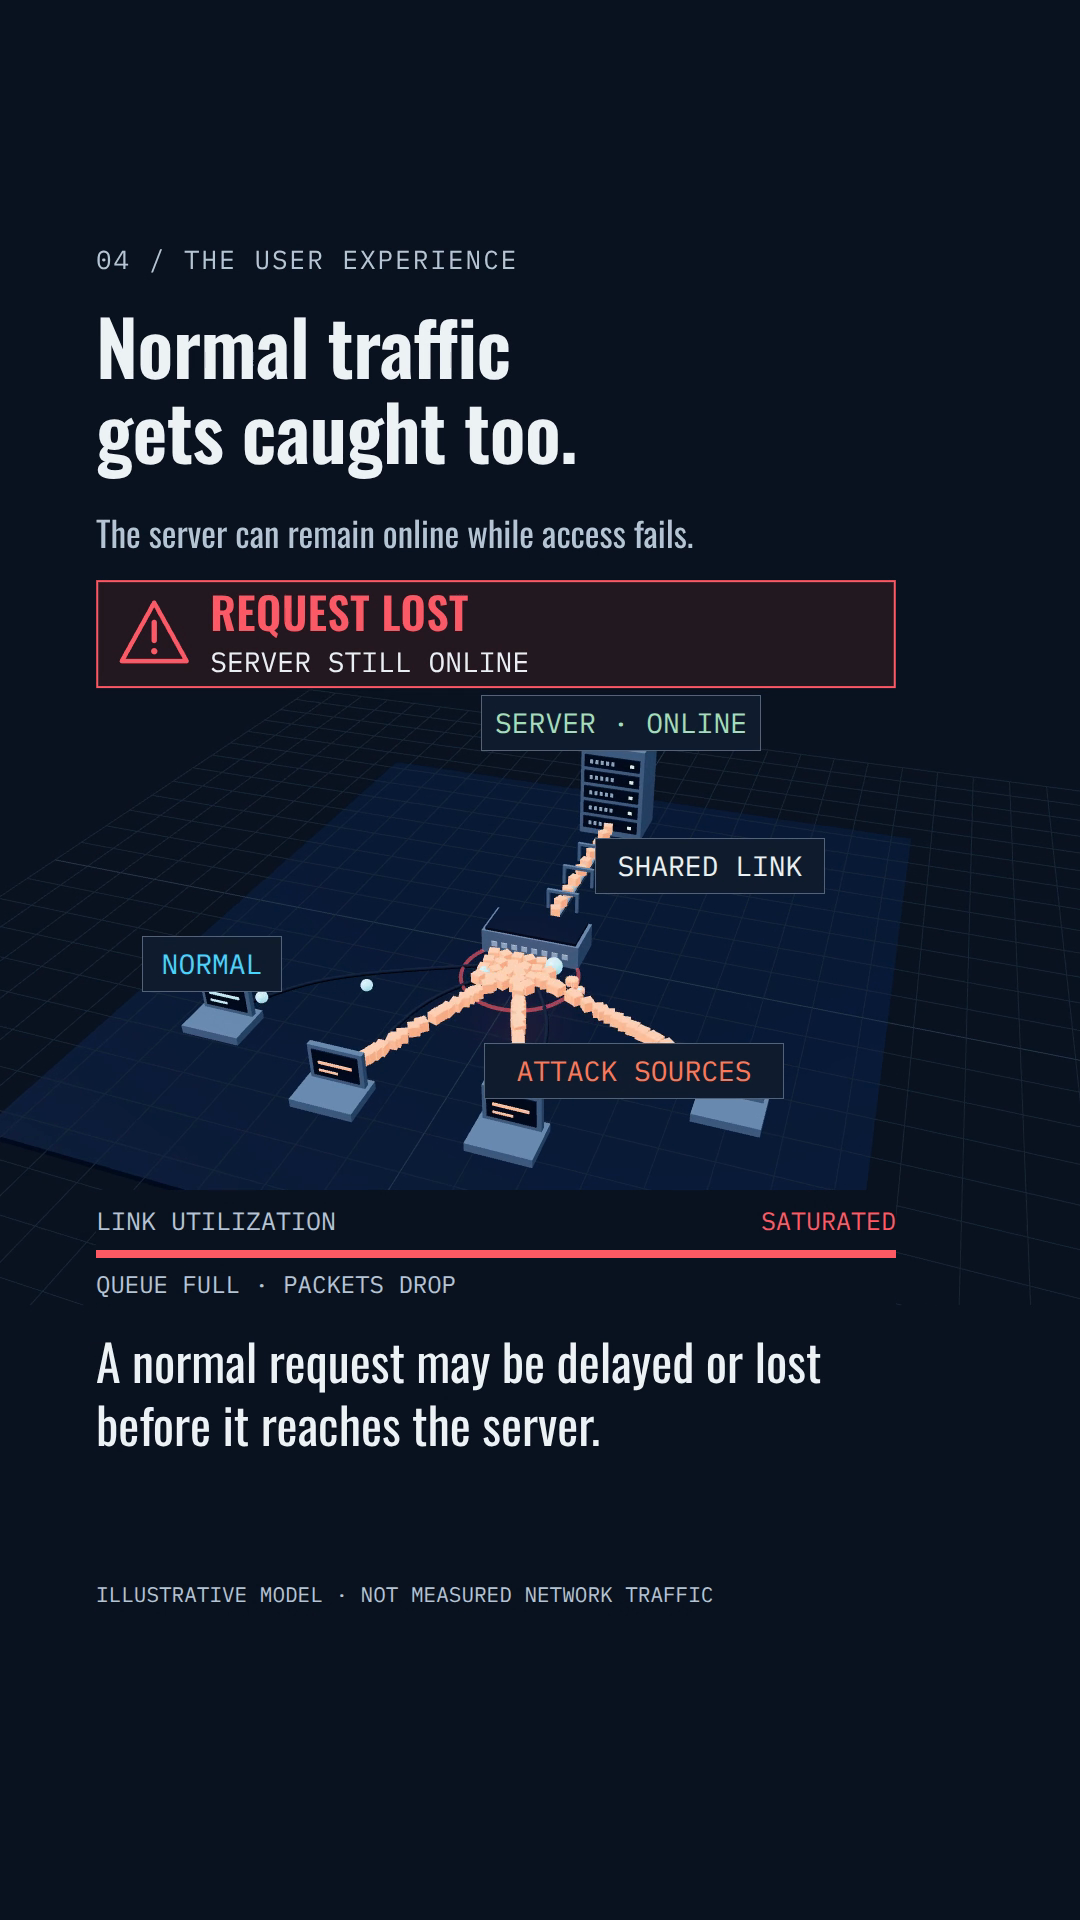 04 / THE USER EXPERIENCE
Normal traffic
gets caught too.
The server can remain online while access fails.
REQUEST LOST
SERVER STILL ONLINE
SERVER · ONLINE
SHARED LINK
NORMAL
ATTACK SOURCES
LINK UTILIZATION SATURATED
QUEUE FULL · PACKETS DROP
A normal request may be delayed or lost
before it reaches the server.
ILLUSTRATIVE MODEL · NOT MEASURED NETWORK TRAFFIC